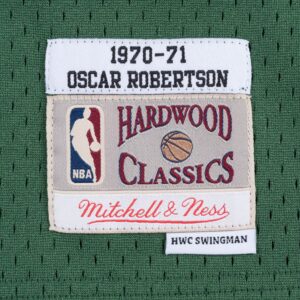 1970-71
OSCAR ROBERTSON
HARDWOOD
NBA
CLASSICS
Mitchell & Ness
HWC SWINGMAN